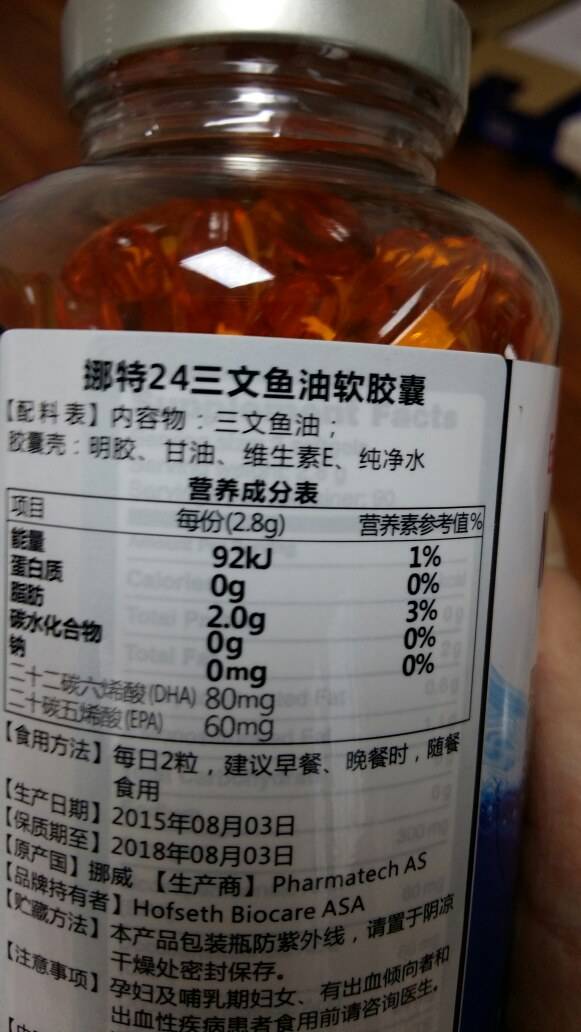 挪特24三文鱼油软胶囊
【配料表】内容物：三文鱼油；
胶囊壳：明胶、甘油、维生素E、纯净水
营养成分表
项目 每份(2.8g) 营养素参考值%
能量 92kJ 1%
蛋白质 0g 0%
脂肪 2.0g 3%
碳水化合物 0g 0%
钠 0mg 0%
二十二碳六烯酸(DHA) 80mg
二十碳五烯酸(EPA) 60mg
【食用方法】每日2粒，建议早餐、晚餐时，随餐
食用
【生产日期】2015年08月03日
【保质期至】2018年08月03日
【原产国】挪威 【生产商】Pharmatech AS
【品牌持有者】Hofseth Biocare ASA
【贮藏方法】本产品包装瓶防紫外线，请置于阴凉
干燥处密封保存。
【注意事项】孕妇及哺乳期妇女、有出血倾向者和
出血性疾病患者食用前请咨询医生。